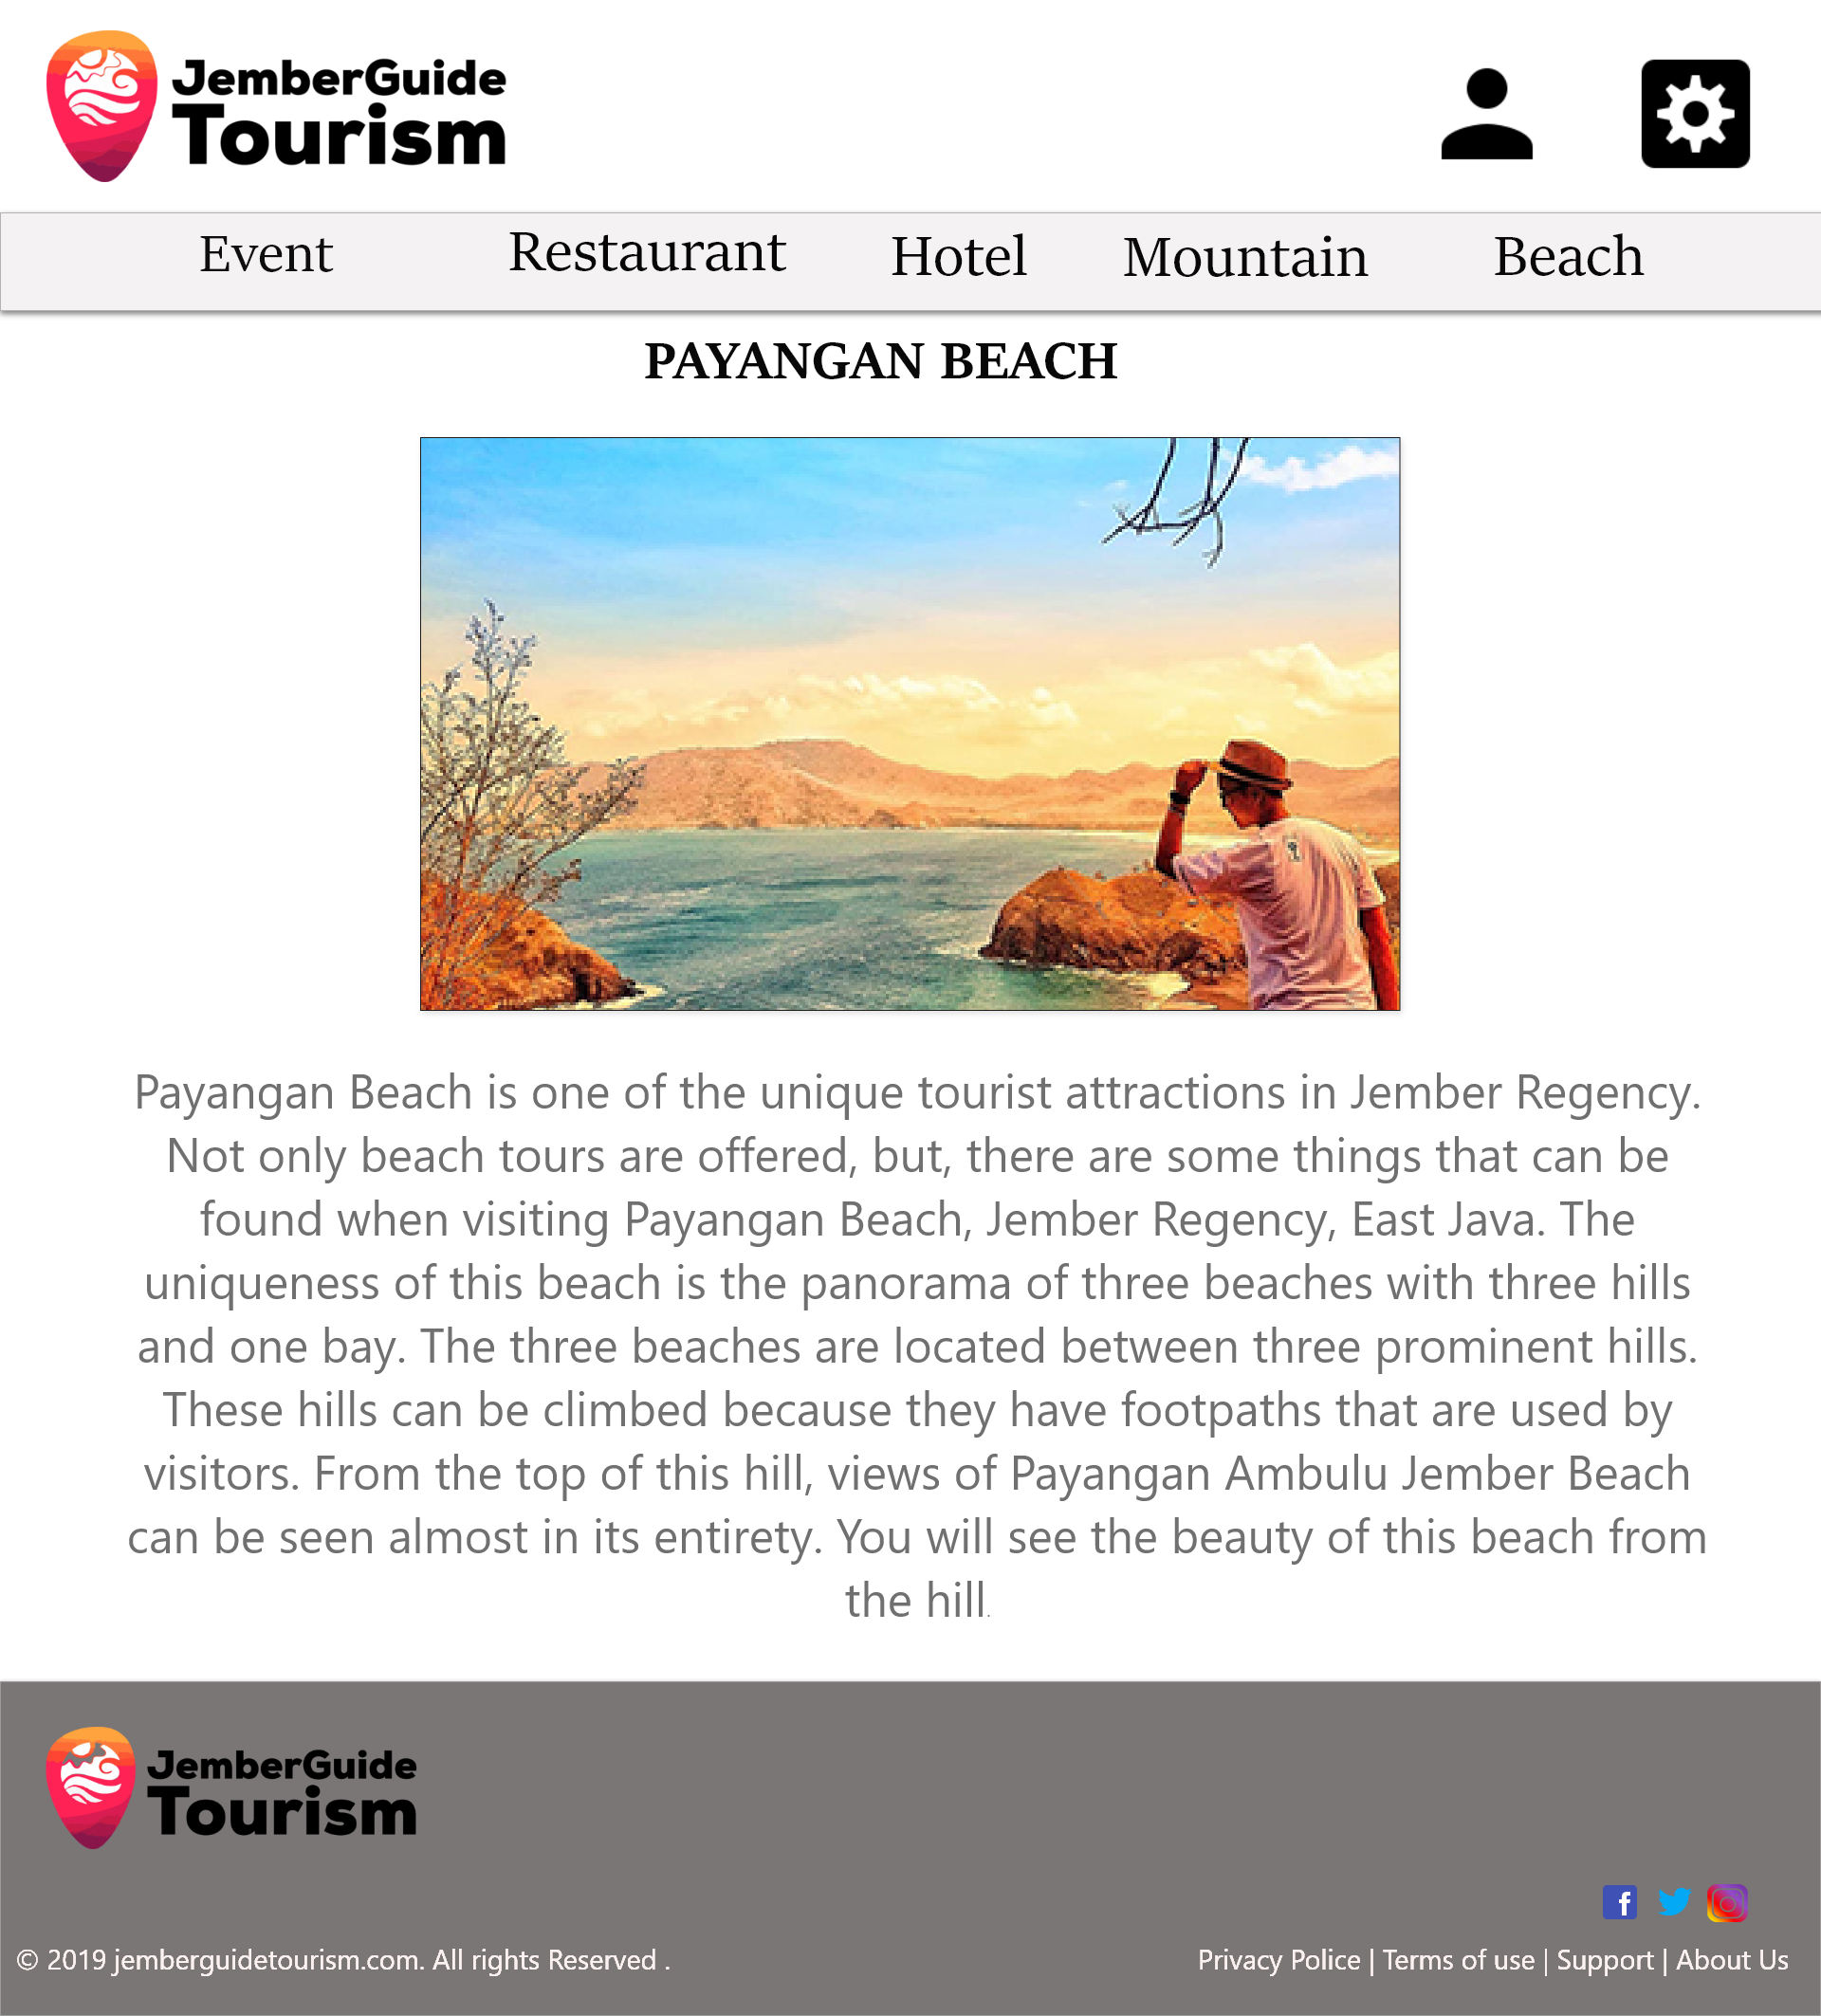 JemberGuide
Tourism
Event Restaurant Hotel Mountain Beach
PAYANGAN BEACH
Payangan Beach is one of the unique tourist attractions in Jember Regency.
Not only beach tours are offered, but, there are some things that can be
found when visiting Payangan Beach, Jember Regency, East Java. The
uniqueness of this beach is the panorama of three beaches with three hills
and one bay. The three beaches are located between three prominent hills.
These hills can be climbed because they have footpaths that are used by
visitors. From the top of this hill, views of Payangan Ambulu Jember Beach
can be seen almost in its entirety. You will see the beauty of this beach from
the hill.
JemberGuide
Tourism
© 2019 jemberguidetourism.com. All rights Reserved .
Privacy Police | Terms of use | Support | About Us